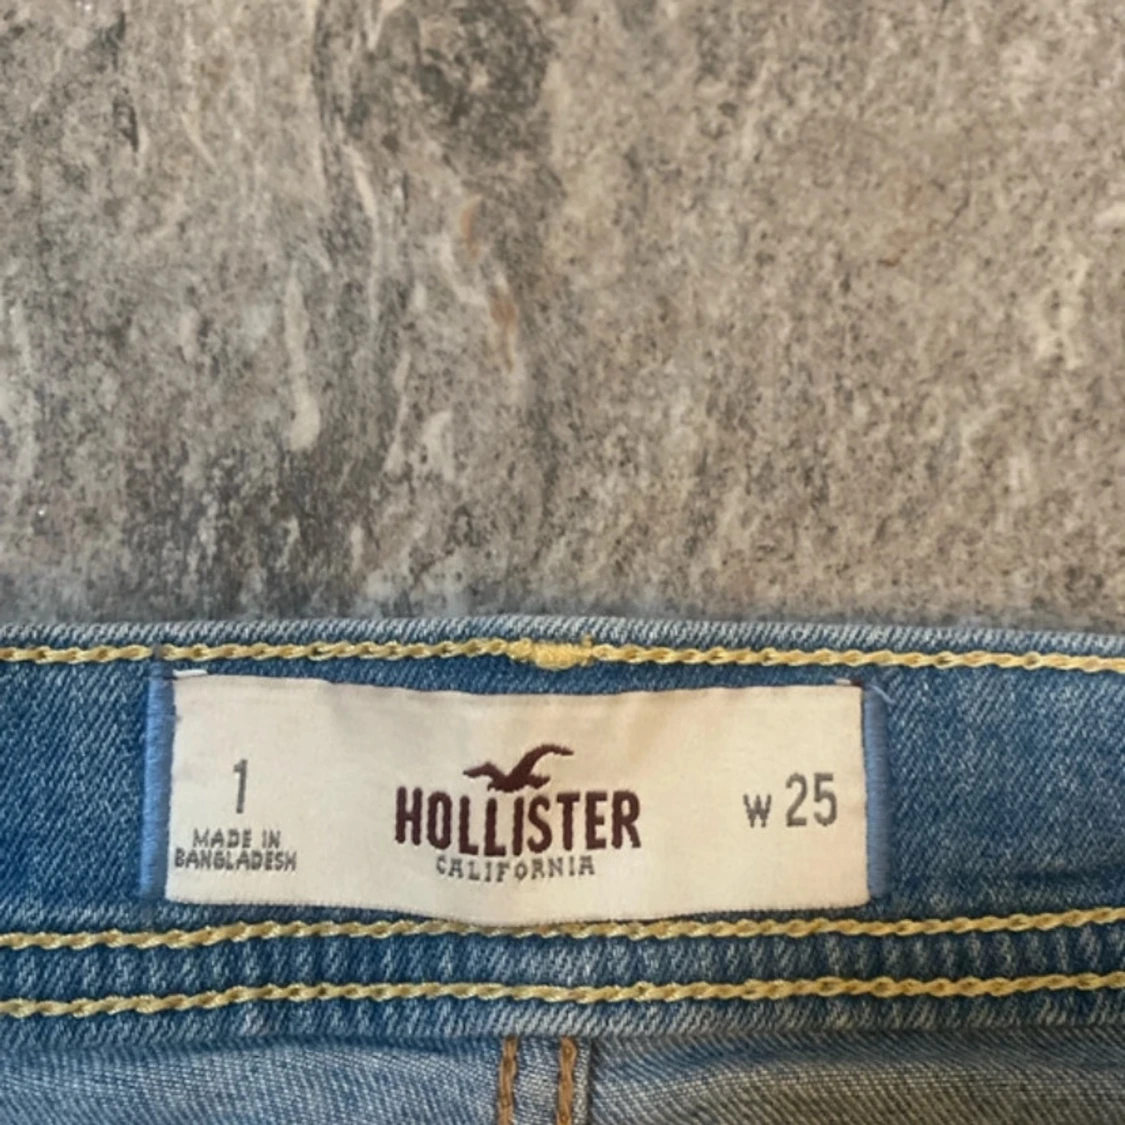 1
MADE IN
BANGLADESH
HOLLISTER
CALIFORNIA
W 25